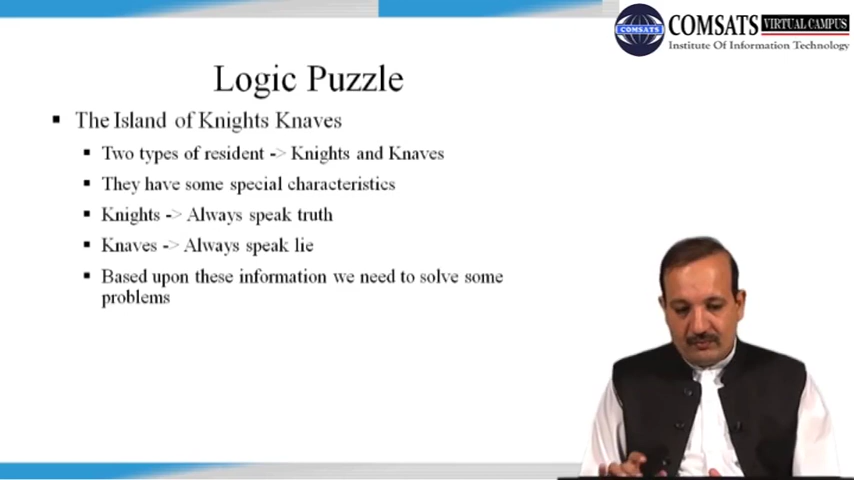 COMSATS VIRTUAL CAMPUS
COMSATS
Institute Of Information Technology
Logic Puzzle
▪ The Island of Knights Knaves
▪ Two types of resident -> Knights and Knaves
▪ They have some special characteristics
▪ Knights -> Always speak truth
▪ Knaves -> Always speak lie
▪ Based upon these information we need to solve some
problems